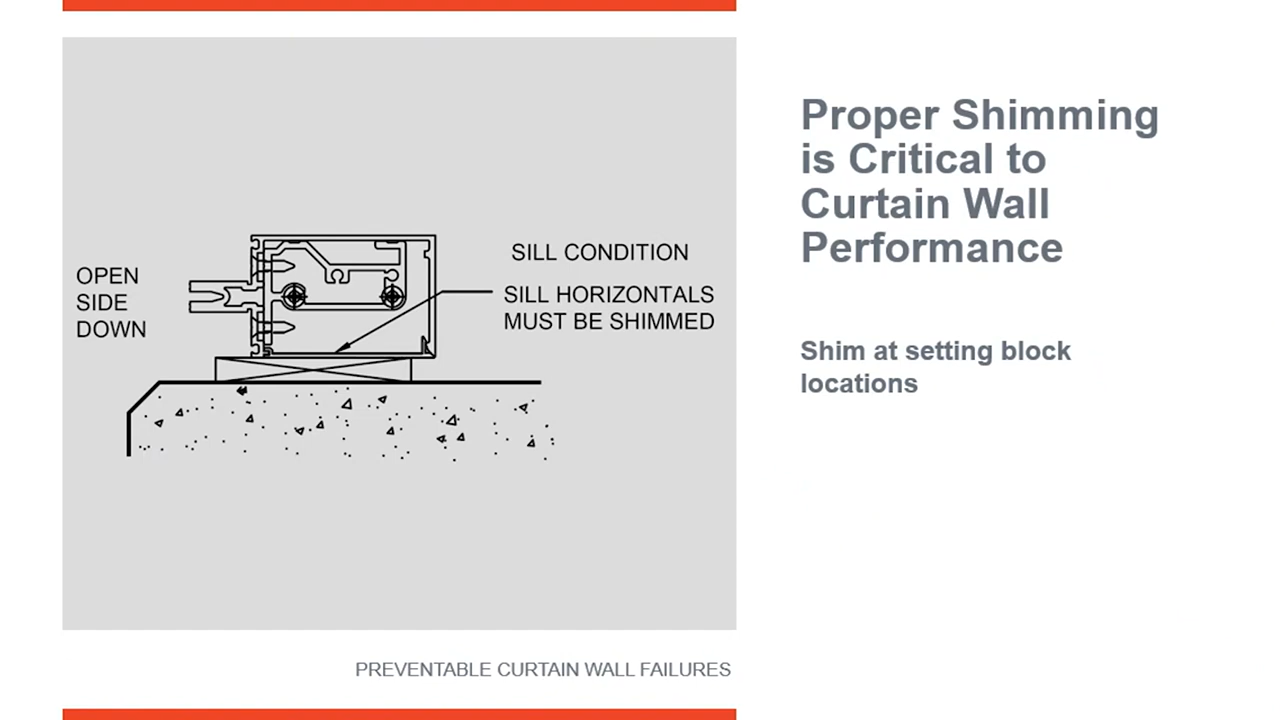 Proper Shimming
is Critical to
Curtain Wall
Performance
Shim at setting block
locations
OPEN
SIDE
DOWN
SILL CONDITION
SILL HORIZONTALS
MUST BE SHIMMED
PREVENTABLE CURTAIN WALL FAILURES